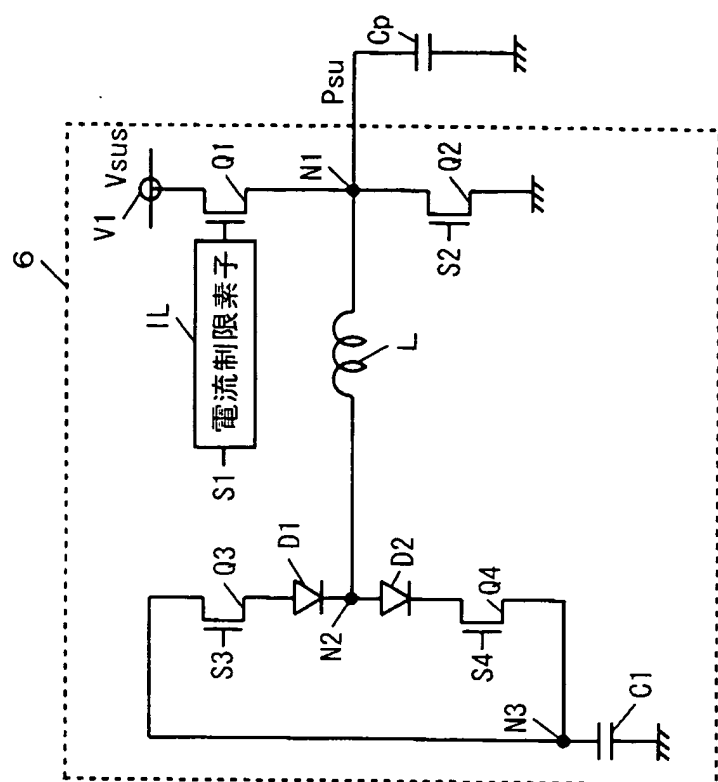 6
V1
Vsus
S1
電流制限素子
IL
Q1
N1
Psu
Cp
S2
Q2
L
S3
Q3
D1
N2
D2
S4
Q4
N3
C1